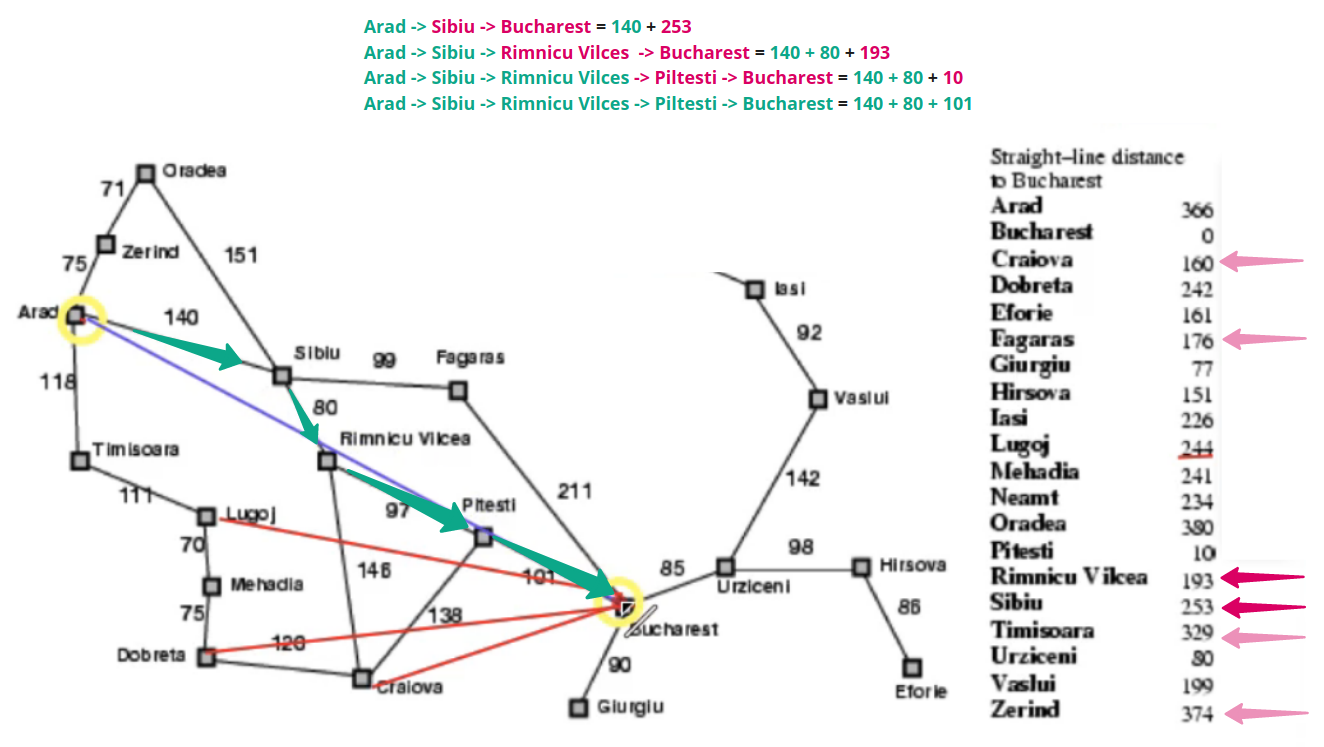 Arad -> Sibiu -> Bucharest = 140 + 253
Arad -> Sibiu -> Rimnicu Vilces -> Bucharest = 140 + 80 + 193
Arad -> Sibiu -> Rimnicu Vilces -> Piltesti -> Bucharest = 140 + 80 + 10
Arad -> Sibiu -> Rimnicu Vilces -> Piltesti -> Bucharest = 140 + 80 + 101
Oradea
71
Zerind
151
75
Arad
140
Sibiu
99
Fagaras
118
80
Rimnicu Vilcea
Timisoara
111
Lugoj
97
Pitesti
211
70
146
101
Mehadia
75
138
Dobreta
120
Craiova
Bucharest
90
Giurgiu
85
Urziceni
98
Hirsova
86
Eforie
142
Vaslui
92
Iasi
Straight-line distance
to Bucharest
Arad 366
Bucharest 0
Craiova 160
Dobreta 242
Eforie 161
Fagaras 176
Giurgiu 77
Hirsova 151
Iasi 226
Lugoj 244
Mehadia 241
Neamt 234
Oradea 380
Pitesti 10
Rimnicu Vilcea 193
Sibiu 253
Timisoara 329
Urziceni 80
Vaslui 199
Zerind 374